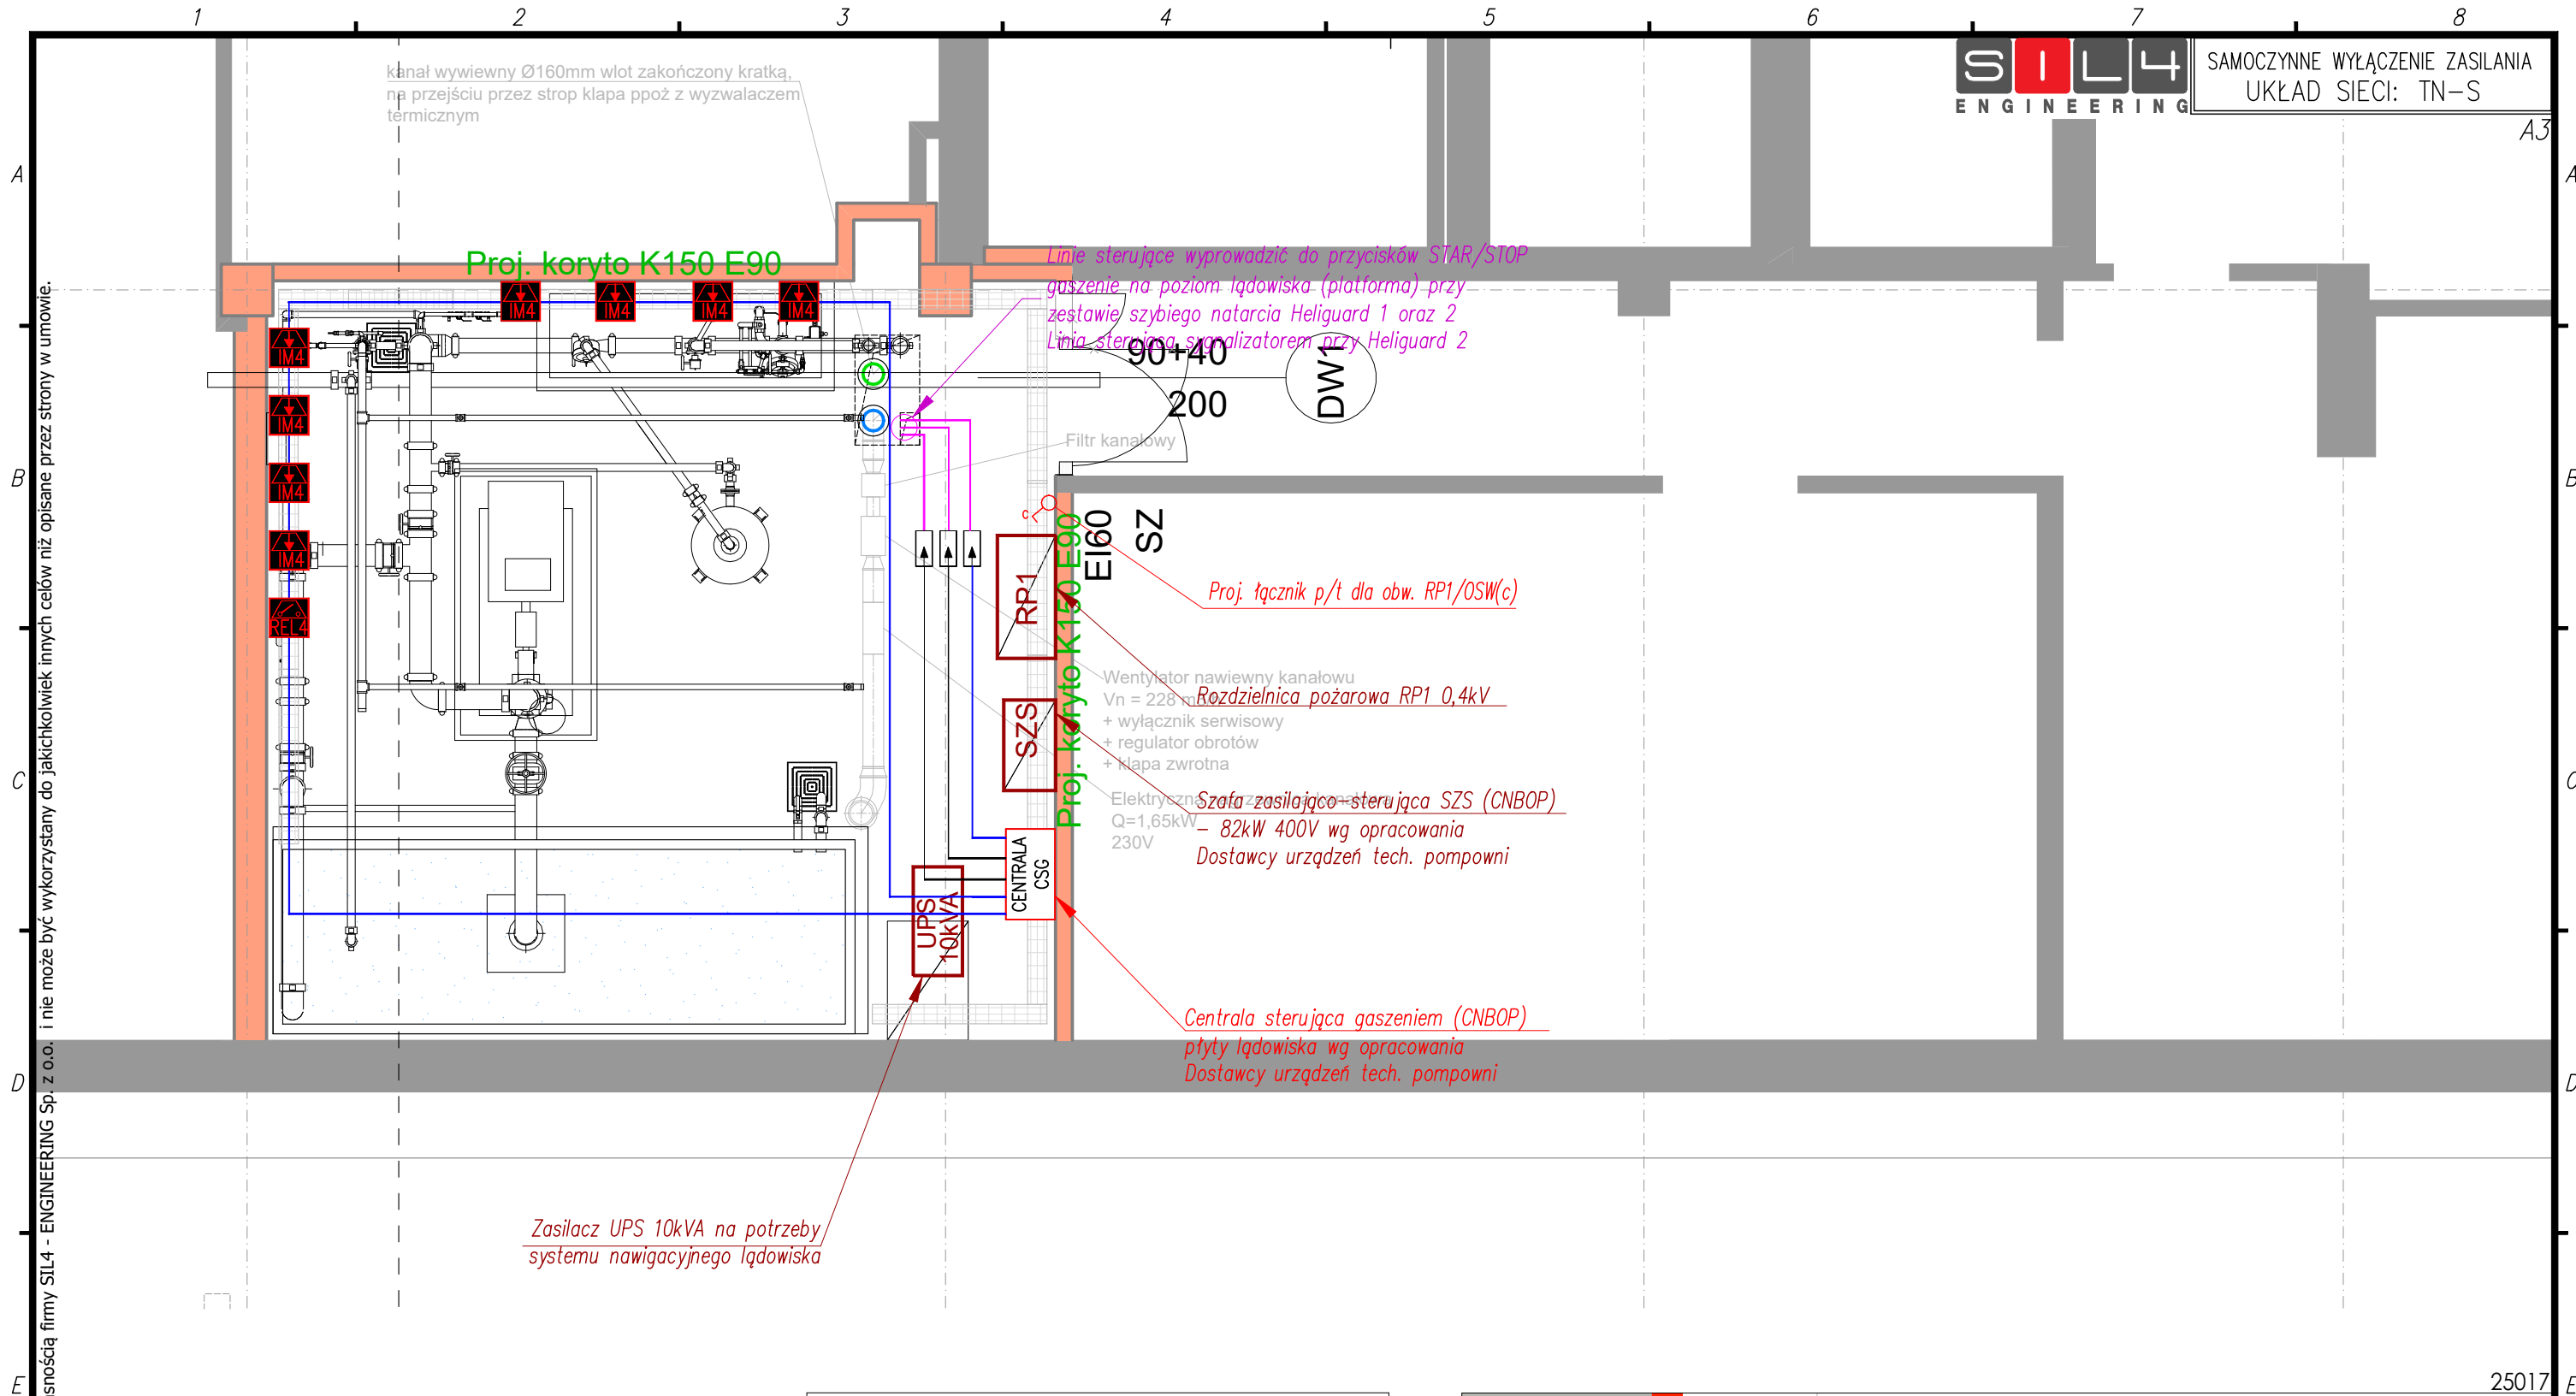 1 2 3 4 5 6 7 8
SIL4
ENGINEERING
SAMOCZYNNE WYŁĄCZENIE ZASILANIA
UKŁAD SIECI: TN-S
A3
A
A
B
B
C
C
D
D
E
E
kanał wywiewny Ø160mm wlot zakończony kratką,
na przejściu przez strop klapa ppoż z wyzwalaczem
termicznym
Proj. koryto K150 E90
Linie sterujące wyprowadzić do przycisków STAR/STOP
gaszenie na poziom lądowiska (platforma) przy
zestawie szybiego natarcia Heliguard 1 oraz 2
Linia sterująca sygnalizatorem przy Heliguard 2
IM4
IM4
IM4
IM4
IM4
IM4
IM4
IM4
REL4
90+40
200
DW1
Filtr kanałowy
c
EI60
SZ
Proj. koryto K150 E90
RP1
Proj. łącznik p/t dla obw. RP1/OSW(c)
Wentylator nawiewny kanałowu
Vn = 228
+ wyłącznik serwisowy
+ regulator obrotów
+ klapa zwrotna
Rozdzielnica pożarowa RP1 0,4kV
SZS
Elektryczna
Q=1,65kW
230V
Szafa zasilająco-sterująca SZS (CNBOP)
- 82kW 400V wg opracowania
Dostawcy urządzeń tech. pompowni
CENTRALA
CSG
UPS
10kVA
Centrala sterująca gaszeniem (CNBOP)
płyty lądowiska wg opracowania
Dostawcy urządzeń tech. pompowni
Zasilacz UPS 10kVA na potrzeby
systemu nawigacyjnego lądowiska
snością firmy SIL4 - ENGINEERING Sp. z o.o. i nie może być wykorzystany do jakichkolwiek innych celów niż opisane przez strony w umowie.
25017